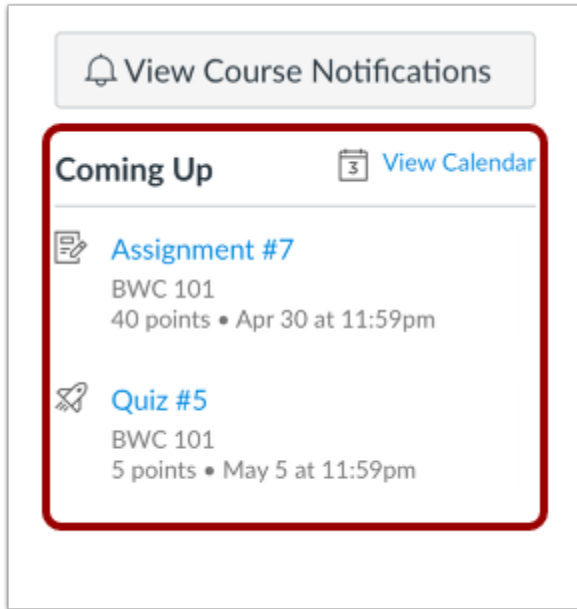 View Course Notifications
Coming Up
3 View Calendar
Assignment #7
BWC 101
40 points • Apr 30 at 11:59pm
Quiz #5
BWC 101
5 points • May 5 at 11:59pm